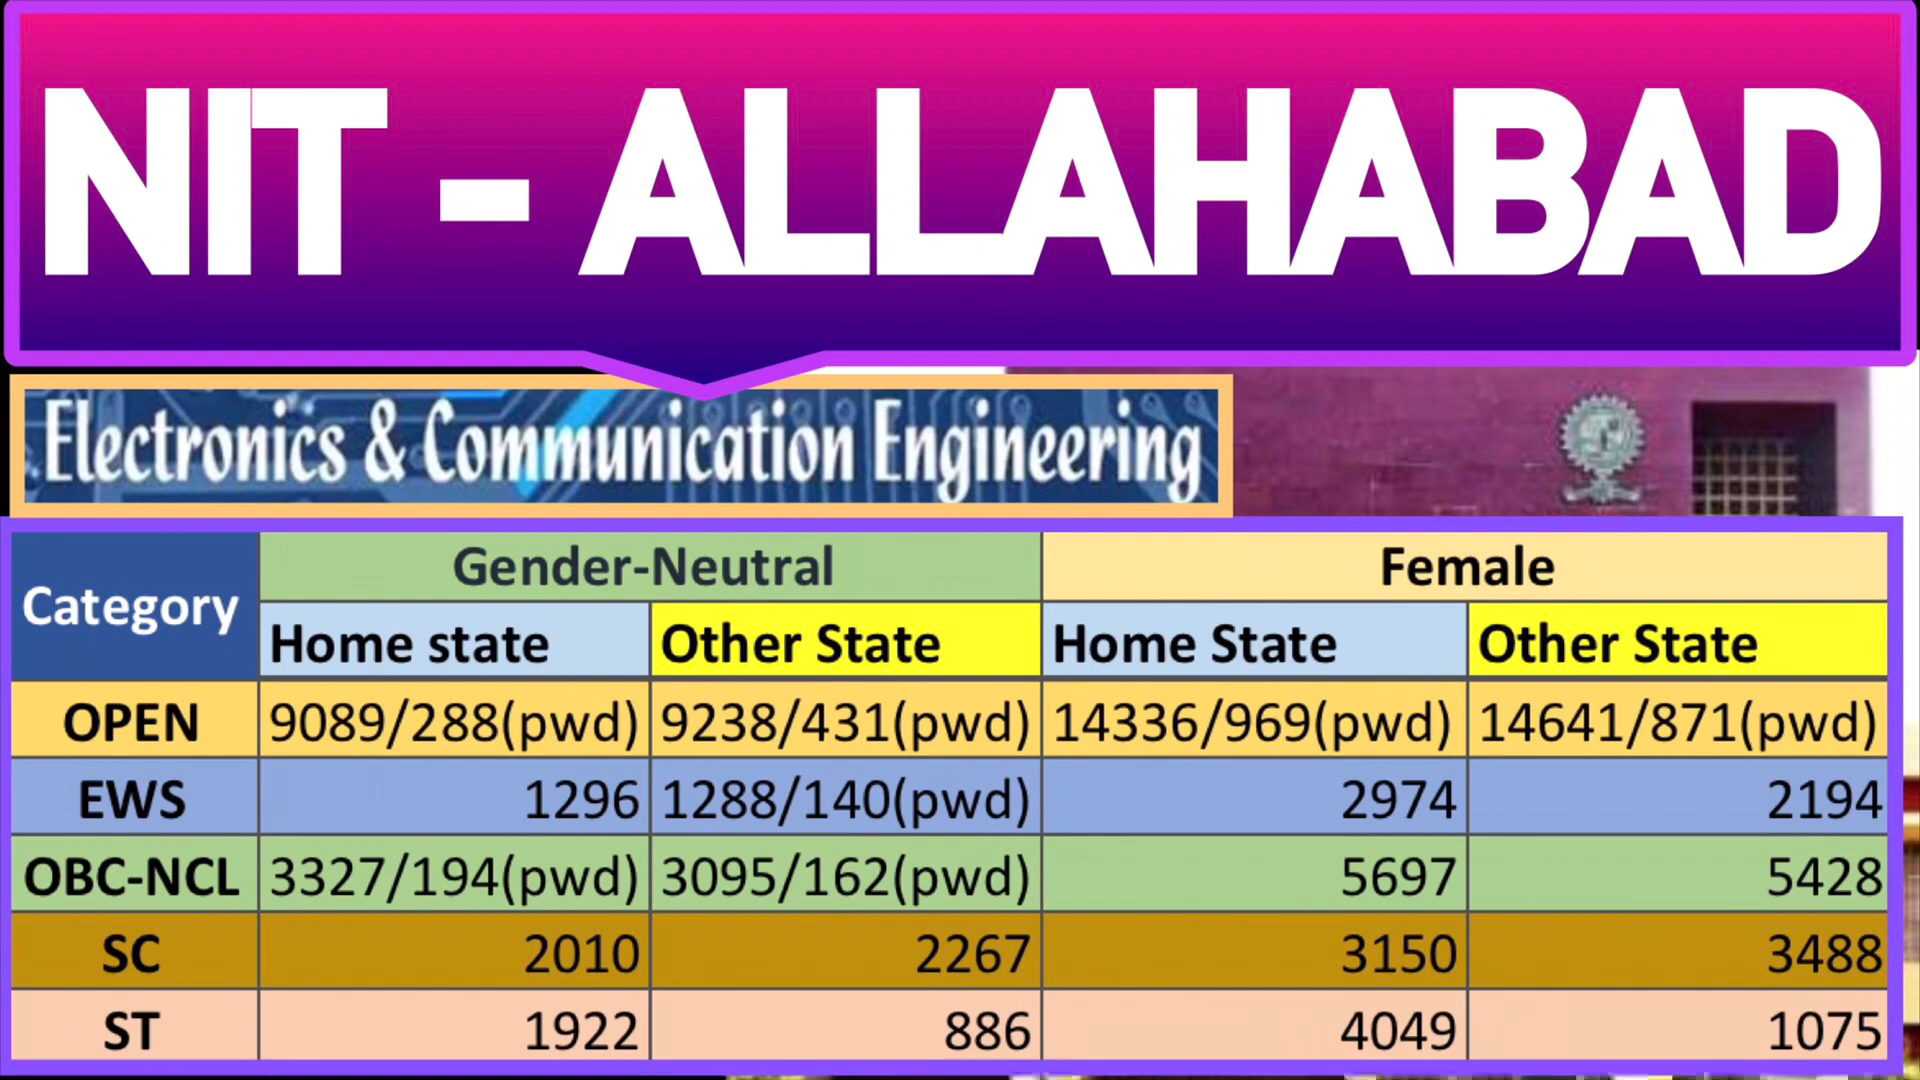 NIT - ALLAHABAD
Electronics & Communication Engineering
Category Gender-Neutral Female
Home state Other State Home State Other State
OPEN 9089/288(pwd) 9238/431(pwd) 14336/969(pwd) 14641/871(pwd)
EWS 1296 1288/140(pwd) 2974 2194
OBC-NCL 3327/194(pwd) 3095/162(pwd) 5697 5428
SC 2010 2267 3150 3488
ST 1922 886 4049 1075